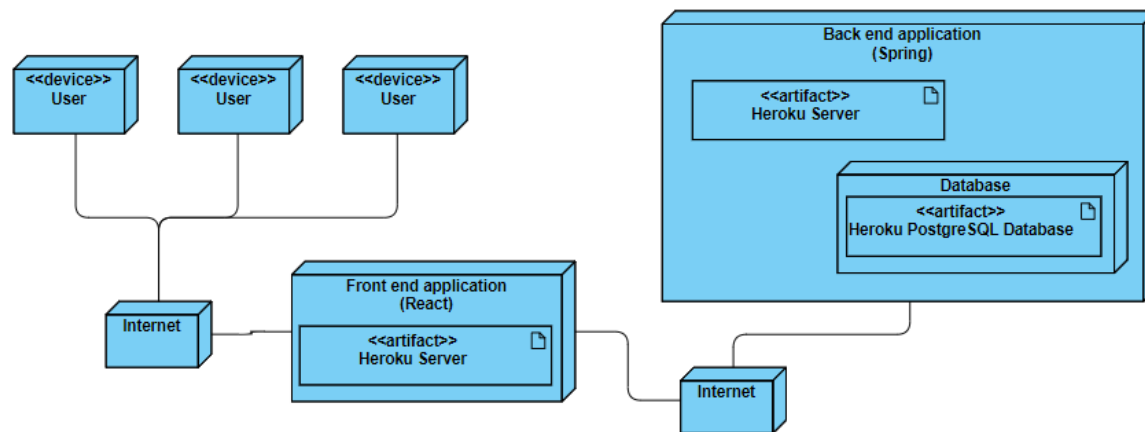 <<device>>
User
<<device>>
User
<<device>>
User
Back end application
(Spring)
<<artifact>>
Heroku Server
Database
<<artifact>>
Heroku PostgreSQL Database
Internet
Front end application
(React)
<<artifact>>
Heroku Server
Internet